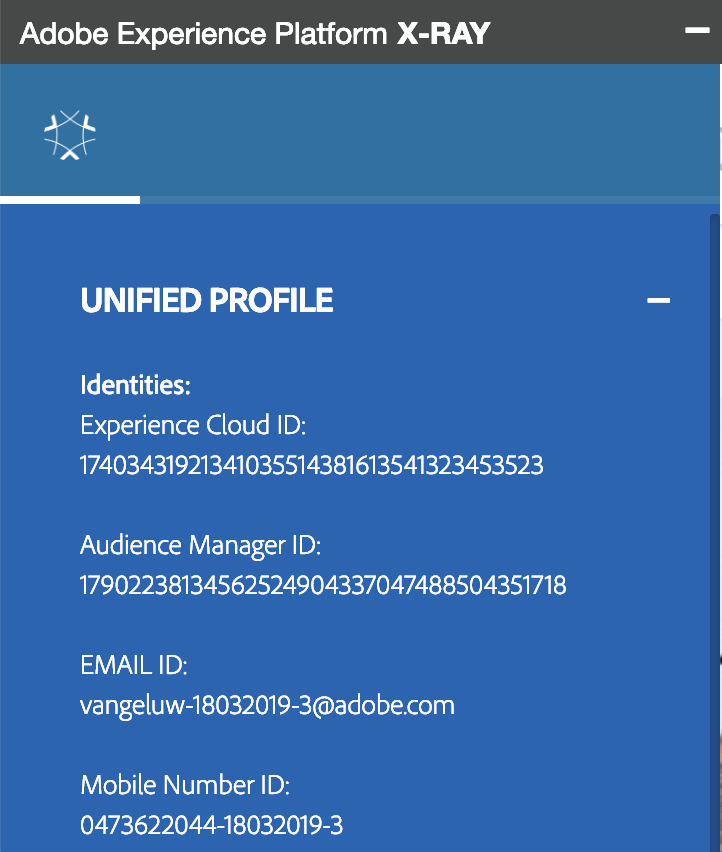 Adobe Experience Platform X-RAY
UNIFIED PROFILE
Identities:
Experience Cloud ID:
17403431921341035514381613541323453523
Audience Manager ID:
17902238134562524904337047488504351718
EMAIL ID:
vangeluw-18032019-3@adobe.com
Mobile Number ID:
0473622044-18032019-3